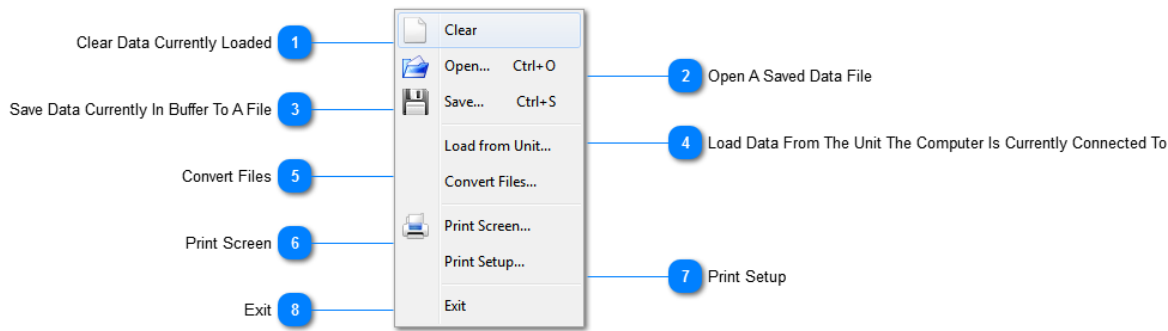 Clear Data Currently Loaded 1
Clear
Open... Ctrl+O
2 Open A Saved Data File
Save Data Currently In Buffer To A File 3
Save... Ctrl+S
Load from Unit...
4 Load Data From The Unit The Computer Is Currently Connected To
Convert Files 5
Convert Files...
Print Screen 6
Print Screen...
Print Setup...
7 Print Setup
Exit 8
Exit